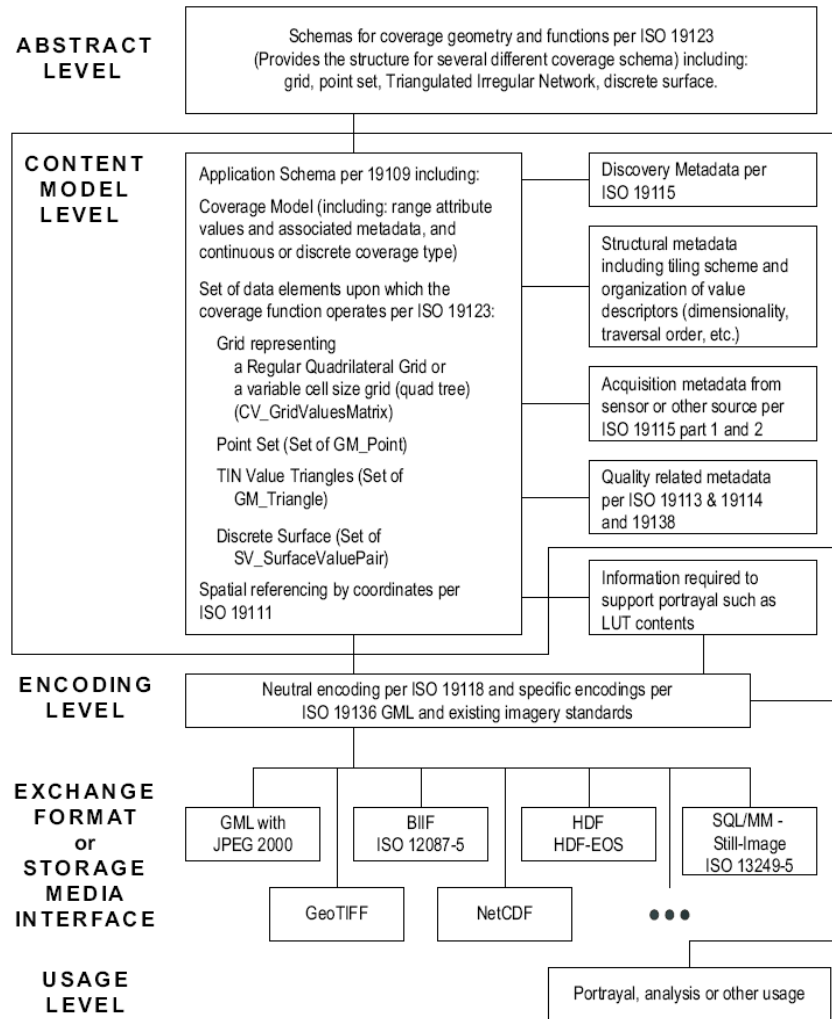 ABSTRACT
LEVEL
Schemas for coverage geometry and functions per ISO 19123
(Provides the structure for several different coverage schema) including:
grid, point set, Triangulated Irregular Network, discrete surface.
CONTENT
MODEL
LEVEL
Application Schema per 19109 including:
Coverage Model (including: range attribute
values and associated metadata, and
continuous or discrete coverage type)
Set of data elements upon which the
coverage function operates per ISO 19123:
Grid representing
a Regular Quadrilateral Grid or
a variable cell size grid (quad tree)
(CV_GridValuesMatrix)
Point Set (Set of GM_Point)
TIN Value Triangles (Set of
GM_Triangle)
Discrete Surface (Set of
SV_SurfaceValuePair)
Spatial referencing by coordinates per
ISO 19111
Discovery Metadata per
ISO 19115
Structural metadata
including tiling scheme and
organization of value
descriptors (dimensionality,
traversal order, etc.)
Acquisition metadata from
sensor or other source per
ISO 19115 part 1 and 2
Quality related metadata
per ISO 19113 & 19114
and 19138
Information required to
support portrayal such as
LUT contents
ENCODING
LEVEL
Neutral encoding per ISO 19118 and specific encodings per
ISO 19136 GML and existing imagery standards
EXCHANGE
FORMAT
or
STORAGE
MEDIA
INTERFACE
GML with
JPEG 2000
BIIF
ISO 12087-5
HDF
HDF-EOS
SQL/MM -
Still-Image
ISO 13249-5
GeoTIFF
NetCDF
•••
USAGE
LEVEL
Portrayal, analysis or other usage